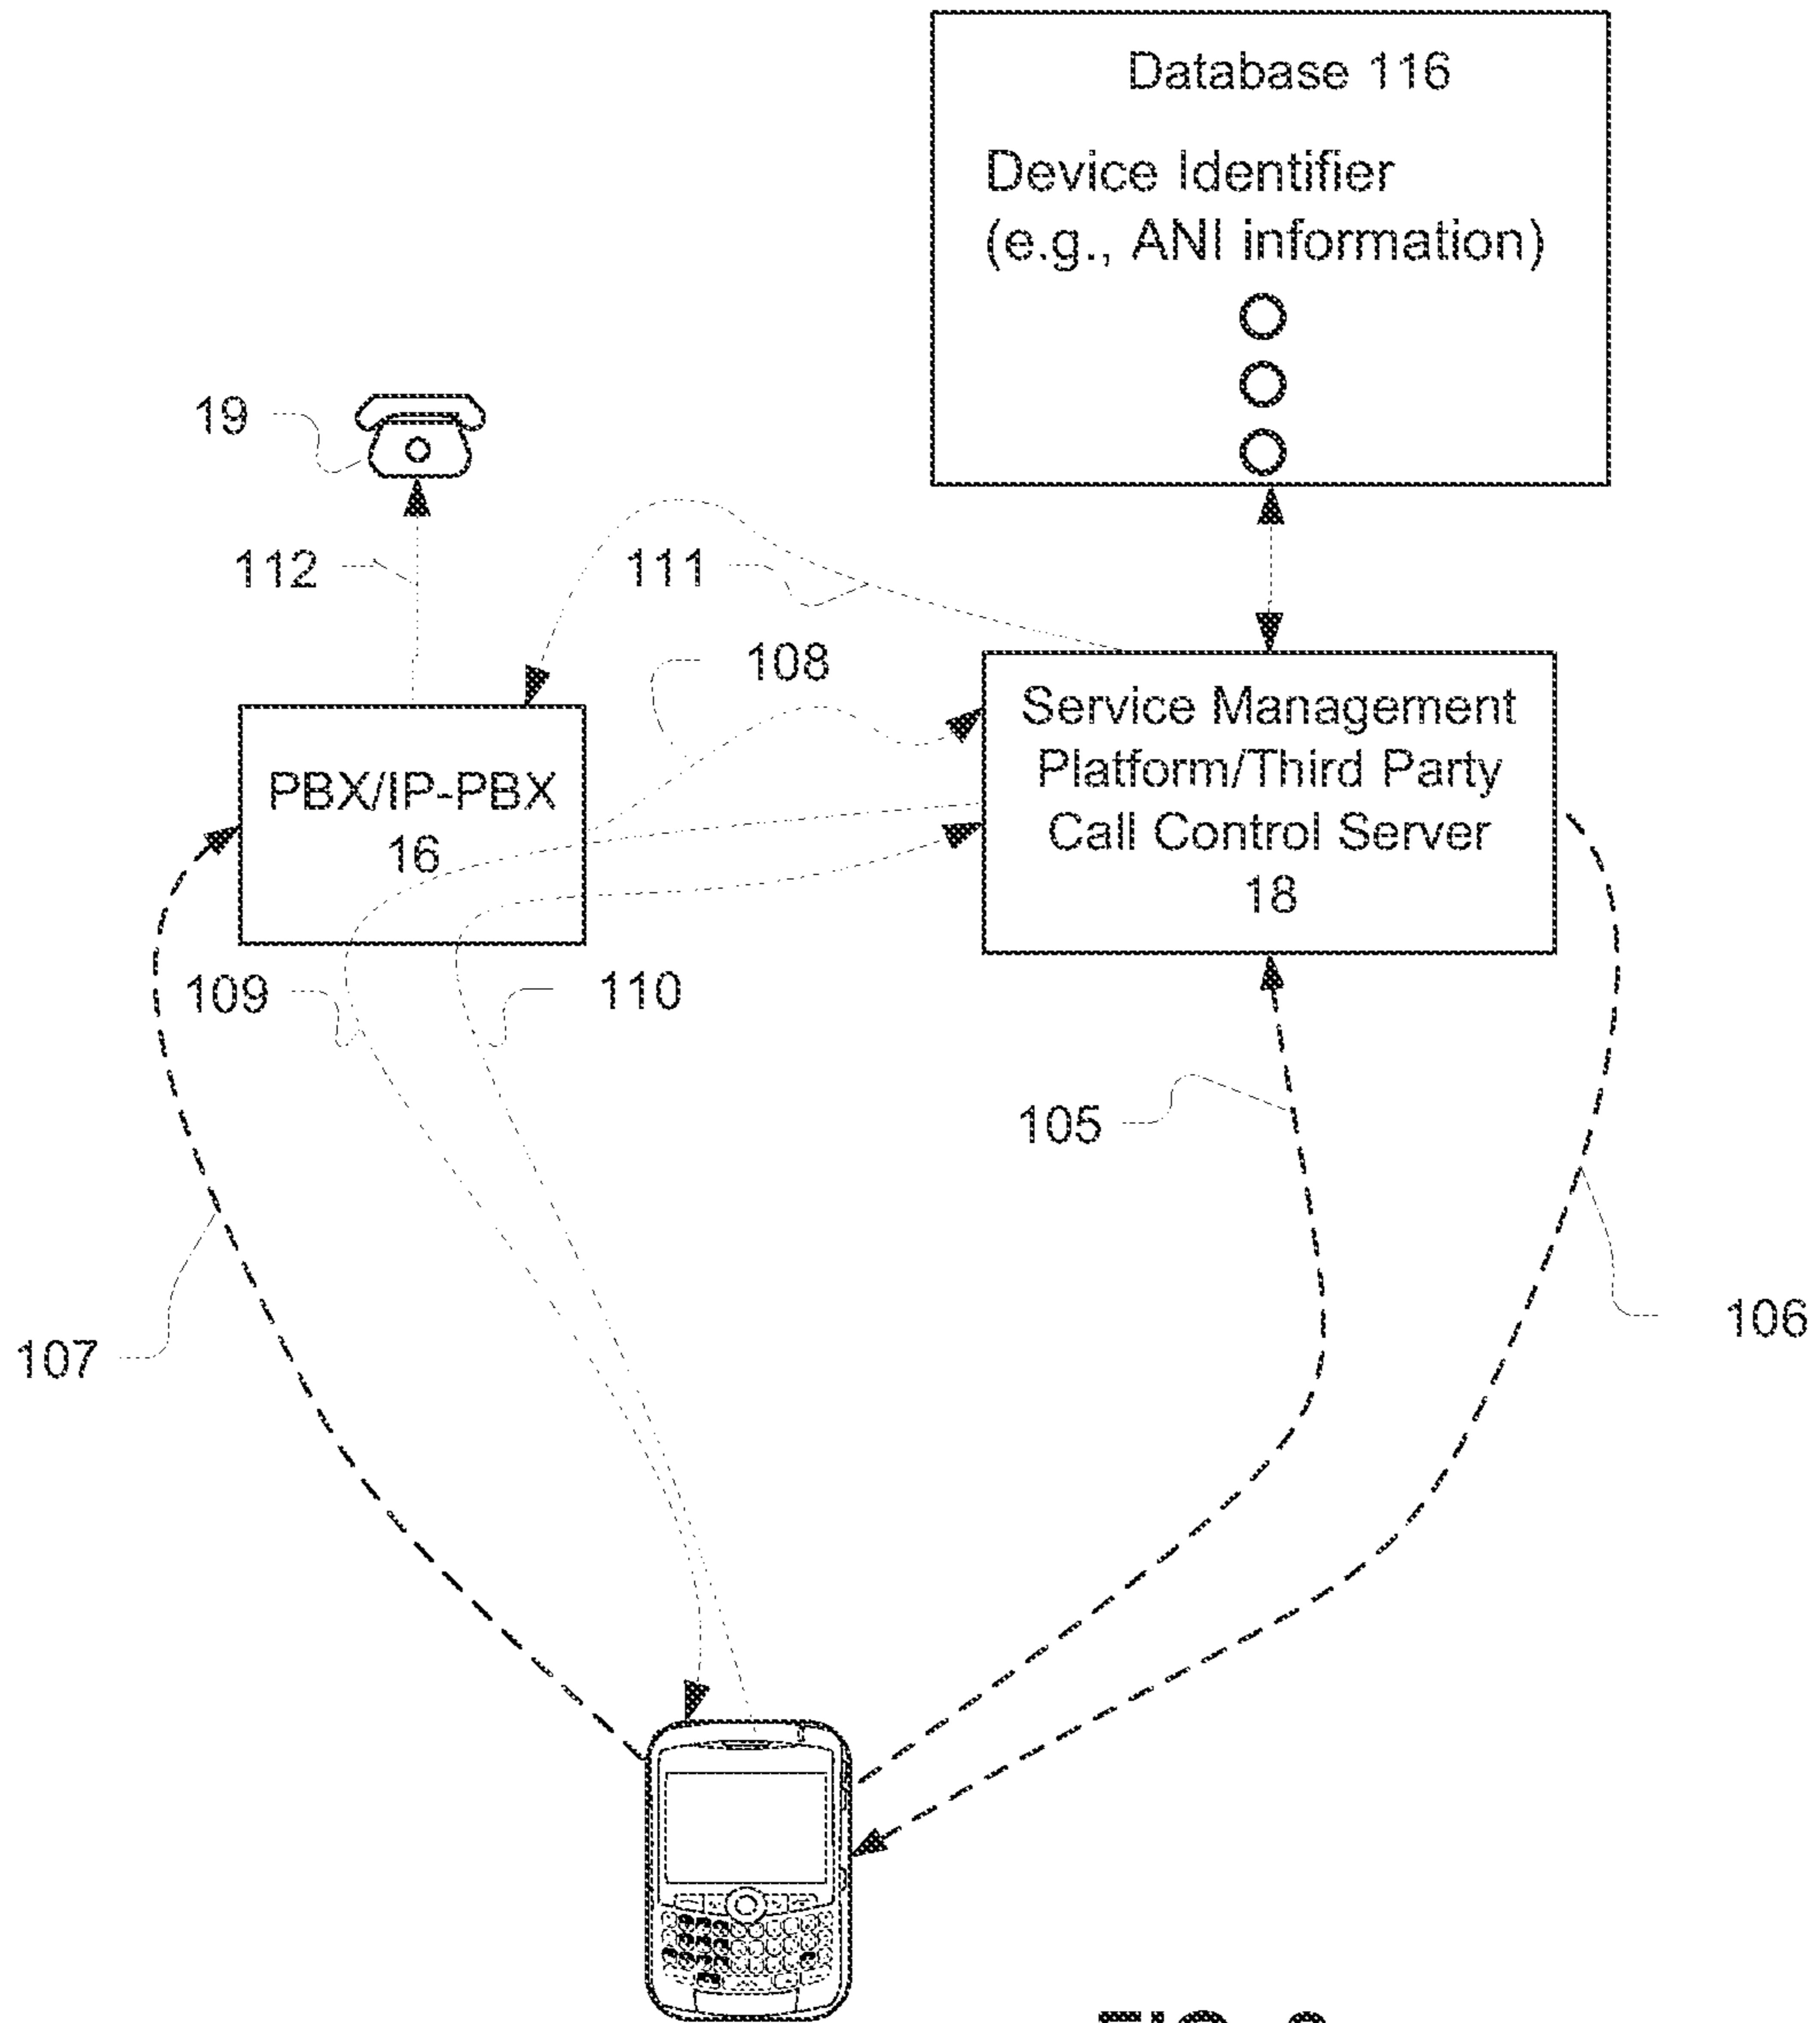 Database 116
Device Identifier
(e.g., ANI information)
19
112
111
108
PBX/IP-PBX
16
Service Management
Platform/Third Party
Call Control Server
18
109
110
105
106
107